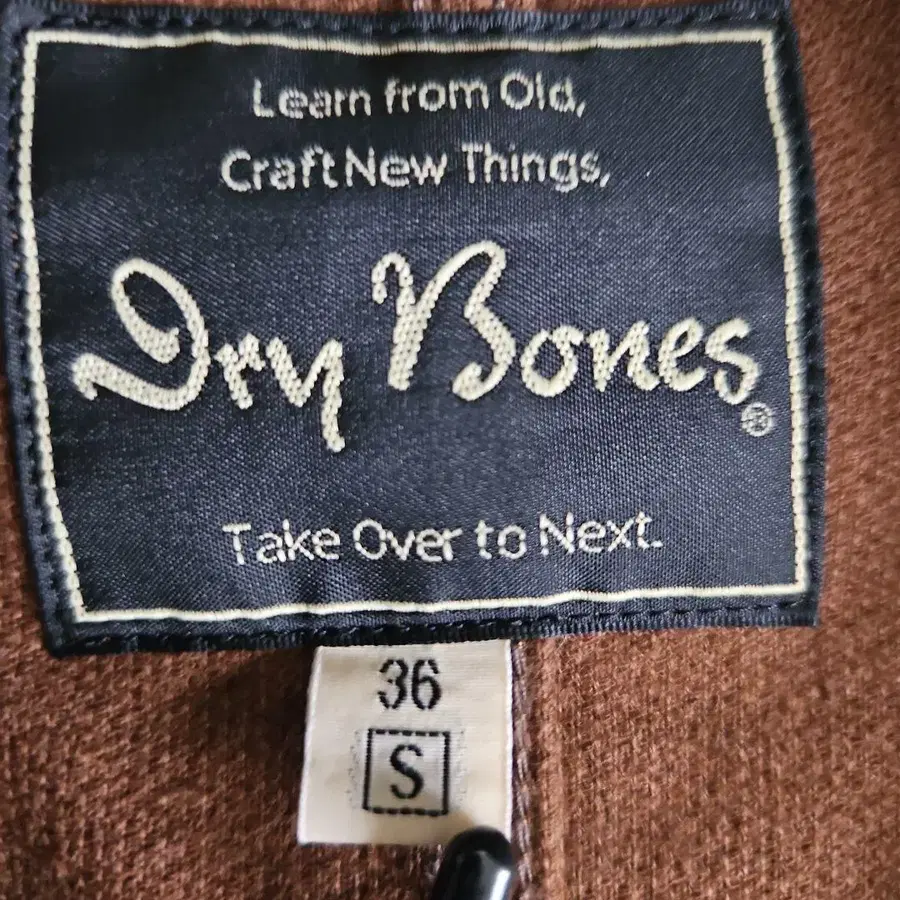 Learn from Old,
Craft New Things,
Dry Bones®
Take Over to Next.
36
S